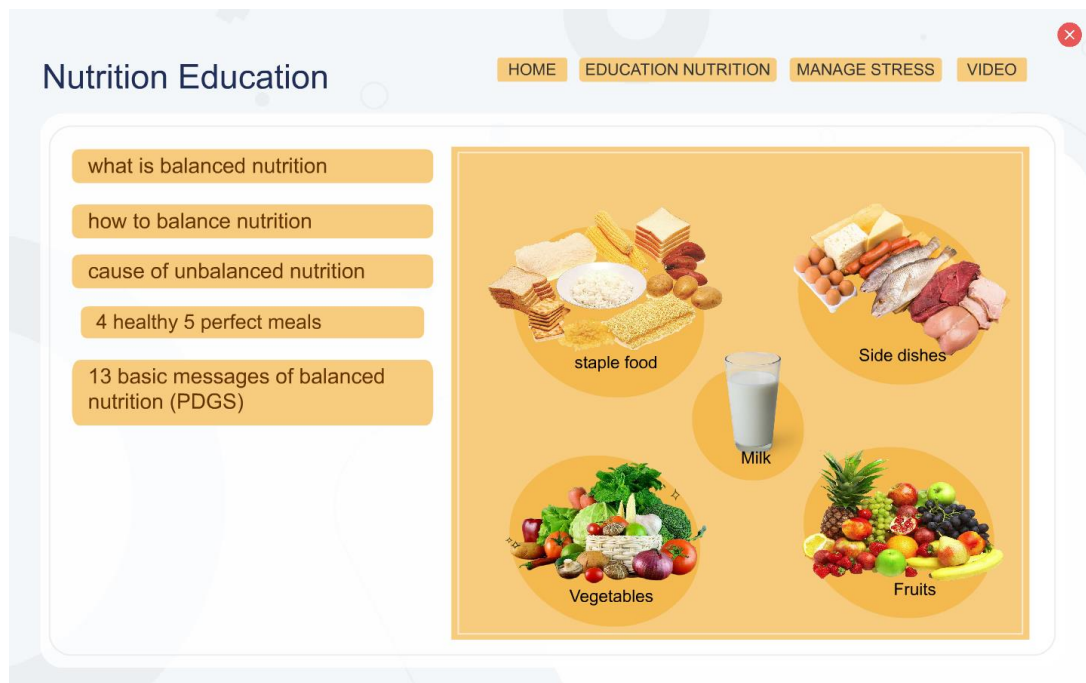 Nutrition Education
HOME
EDUCATION NUTRITION
MANAGE STRESS
VIDEO
what is balanced nutrition
how to balance nutrition
cause of unbalanced nutrition
4 healthy 5 perfect meals
13 basic messages of balanced
nutrition (PDGS)
staple food
Side dishes
Milk
Vegetables
Fruits